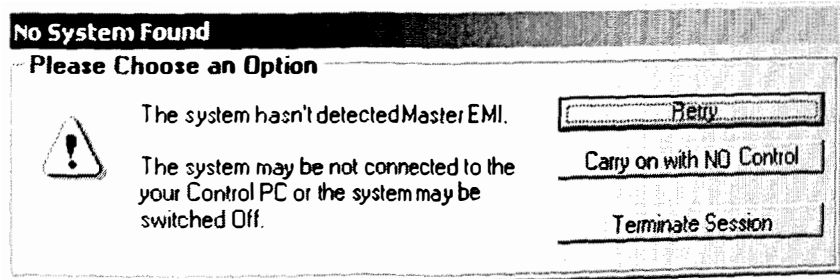 No System Found
Please Choose an Option
The system hasn't detected Master EMI.
The system may be not connected to the
your Control PC or the system may be
switched Off.
Retry
Carry on with NO Control
Terminate Session